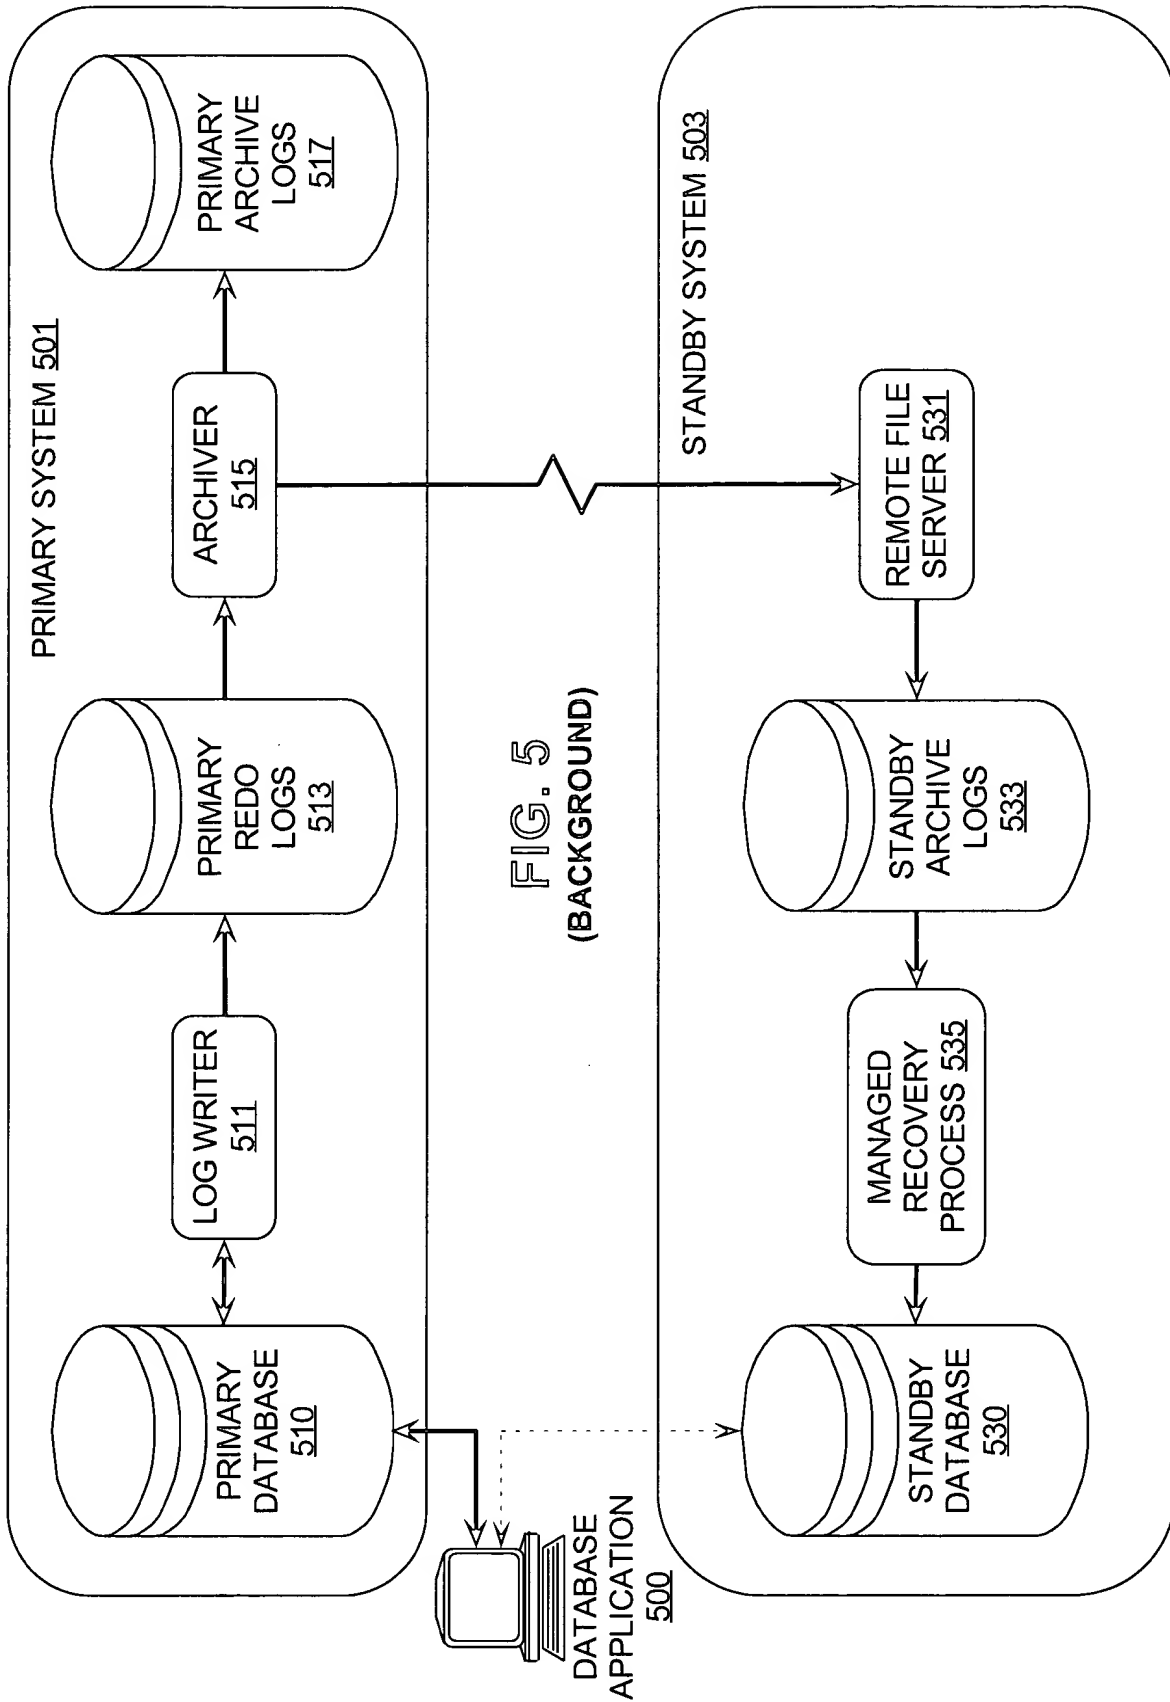 PRIMARY SYSTEM 501
PRIMARY
DATABASE
510
LOG WRITER
511
PRIMARY
REDO
LOGS
513
ARCHIVER
515
PRIMARY
ARCHIVE
LOGS
517
DATABASE
APPLICATION
500
FIG. 5
(BACKGROUND)
STANDBY SYSTEM 503
STANDBY
DATABASE
530
MANAGED
RECOVERY
PROCESS 535
STANDBY
ARCHIVE
LOGS
533
REMOTE FILE
SERVER 531